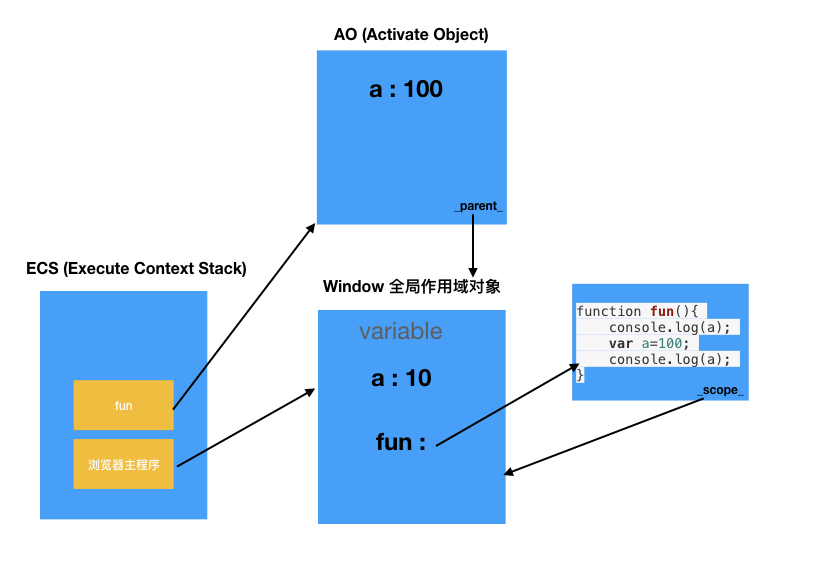 AO (Activate Object)
a : 100
_parent_
ECS (Execute Context Stack)
fun
浏览器主程序
Window 全局作用域对象
variable
a : 10
fun :
function fun(){
    console.log(a);
    var a=100;
    console.log(a);
}
_scope_